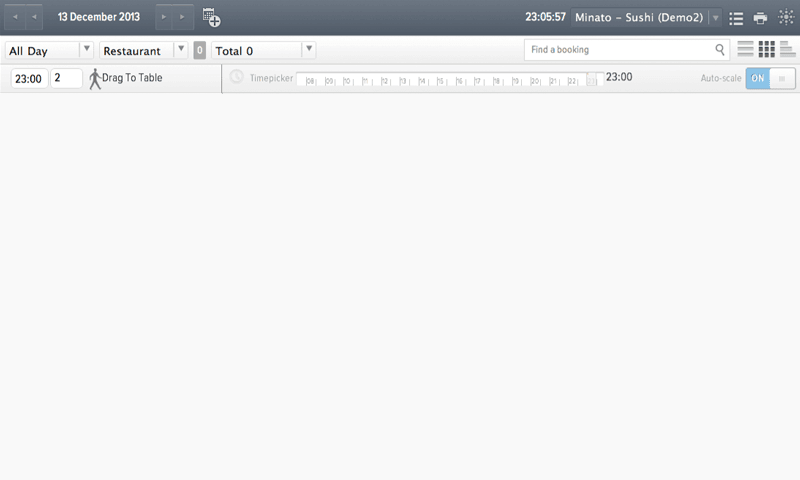 13 December 2013 23:05:57 Minato - Sushi (Demo2)
All Day Restaurant 0 Total 0 Find a booking
23:00 2 Drag To Table Timepicker 08 09 10 11 12 13 14 15 16 17 18 19 20 21 22 23:00 Auto-scale ON